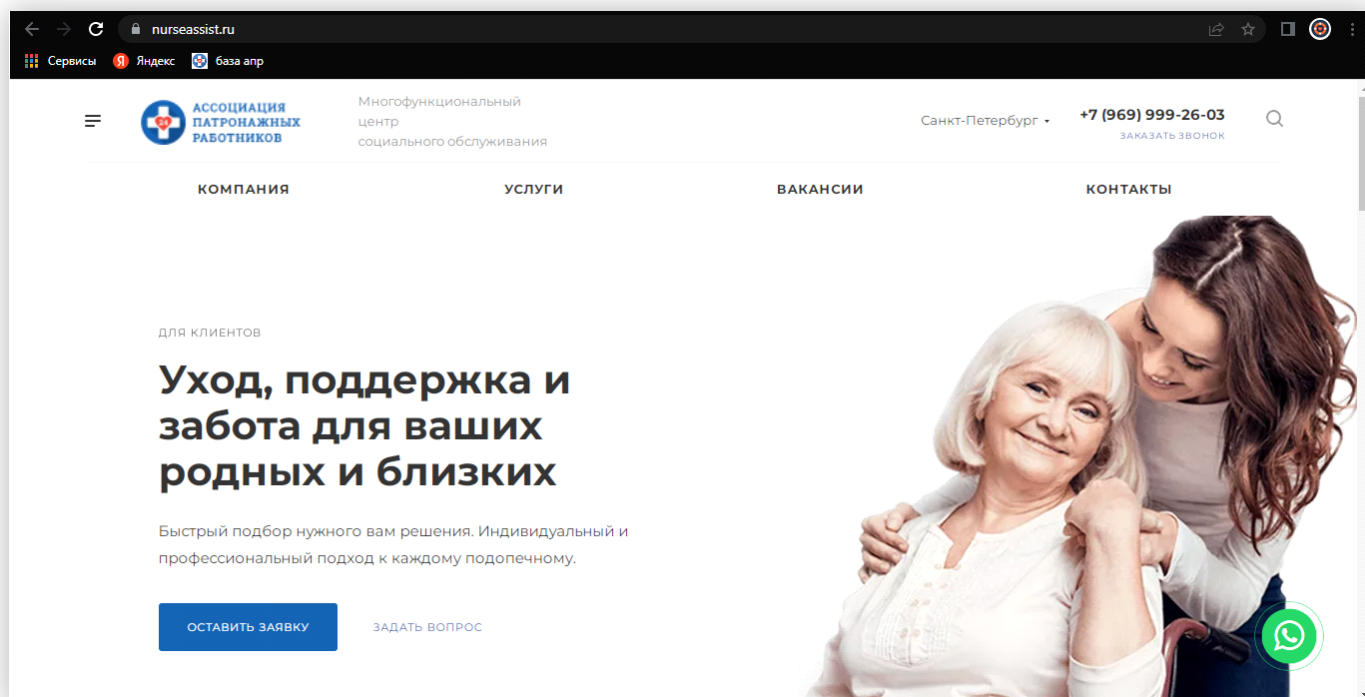 nurseassist.ru
Сервисы
Я
Яндекс
база апр
24
АССОЦИАЦИЯ
ПАТРОНАЖНЫХ
РАБОТНИКОВ
Многофункциональный
центр
социального обслуживания
Санкт-Петербург
+7 (969) 999-26-03
ЗАКАЗАТЬ ЗВОНОК
КОМПАНИЯ
УСЛУГИ
ВАКАНСИИ
КОНТАКТЫ
ДЛЯ КЛИЕНТОВ
Уход, поддержка и
забота для ваших
родных и близких
Быстрый подбор нужного вам решения. Индивидуальный и
профессиональный подход к каждому подопечному.
ОСТАВИТЬ ЗАЯВКУ
ЗАДАТЬ ВОПРОС